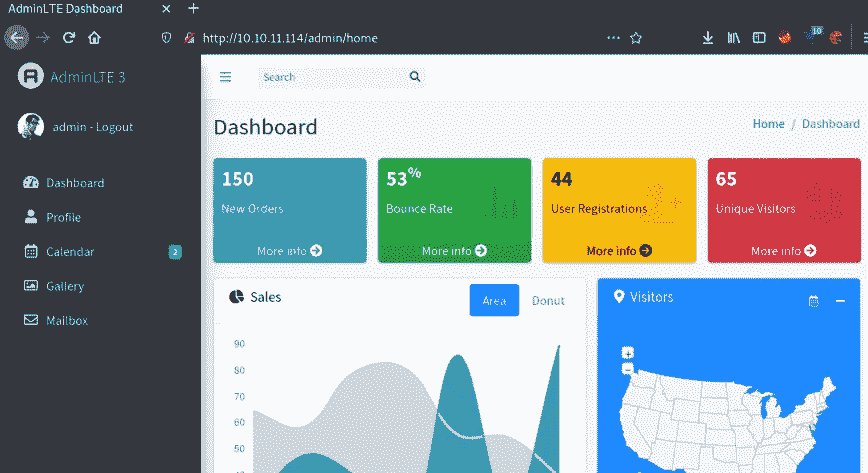 AdminLTE Dashboard
http://10.10.11.114/admin/home
10
AdminLTE 3
Search
admin - Logout
Dashboard
Home / Dashboard
Dashboard
Profile
Calendar 2
Gallery
Mailbox
150
New Orders
More info
53%
Bounce Rate
More info
44
User Registrations
More info
65
Unique Visitors
More info
Sales
Area
Donut
90
80
70
60
50
Visitors
+
−